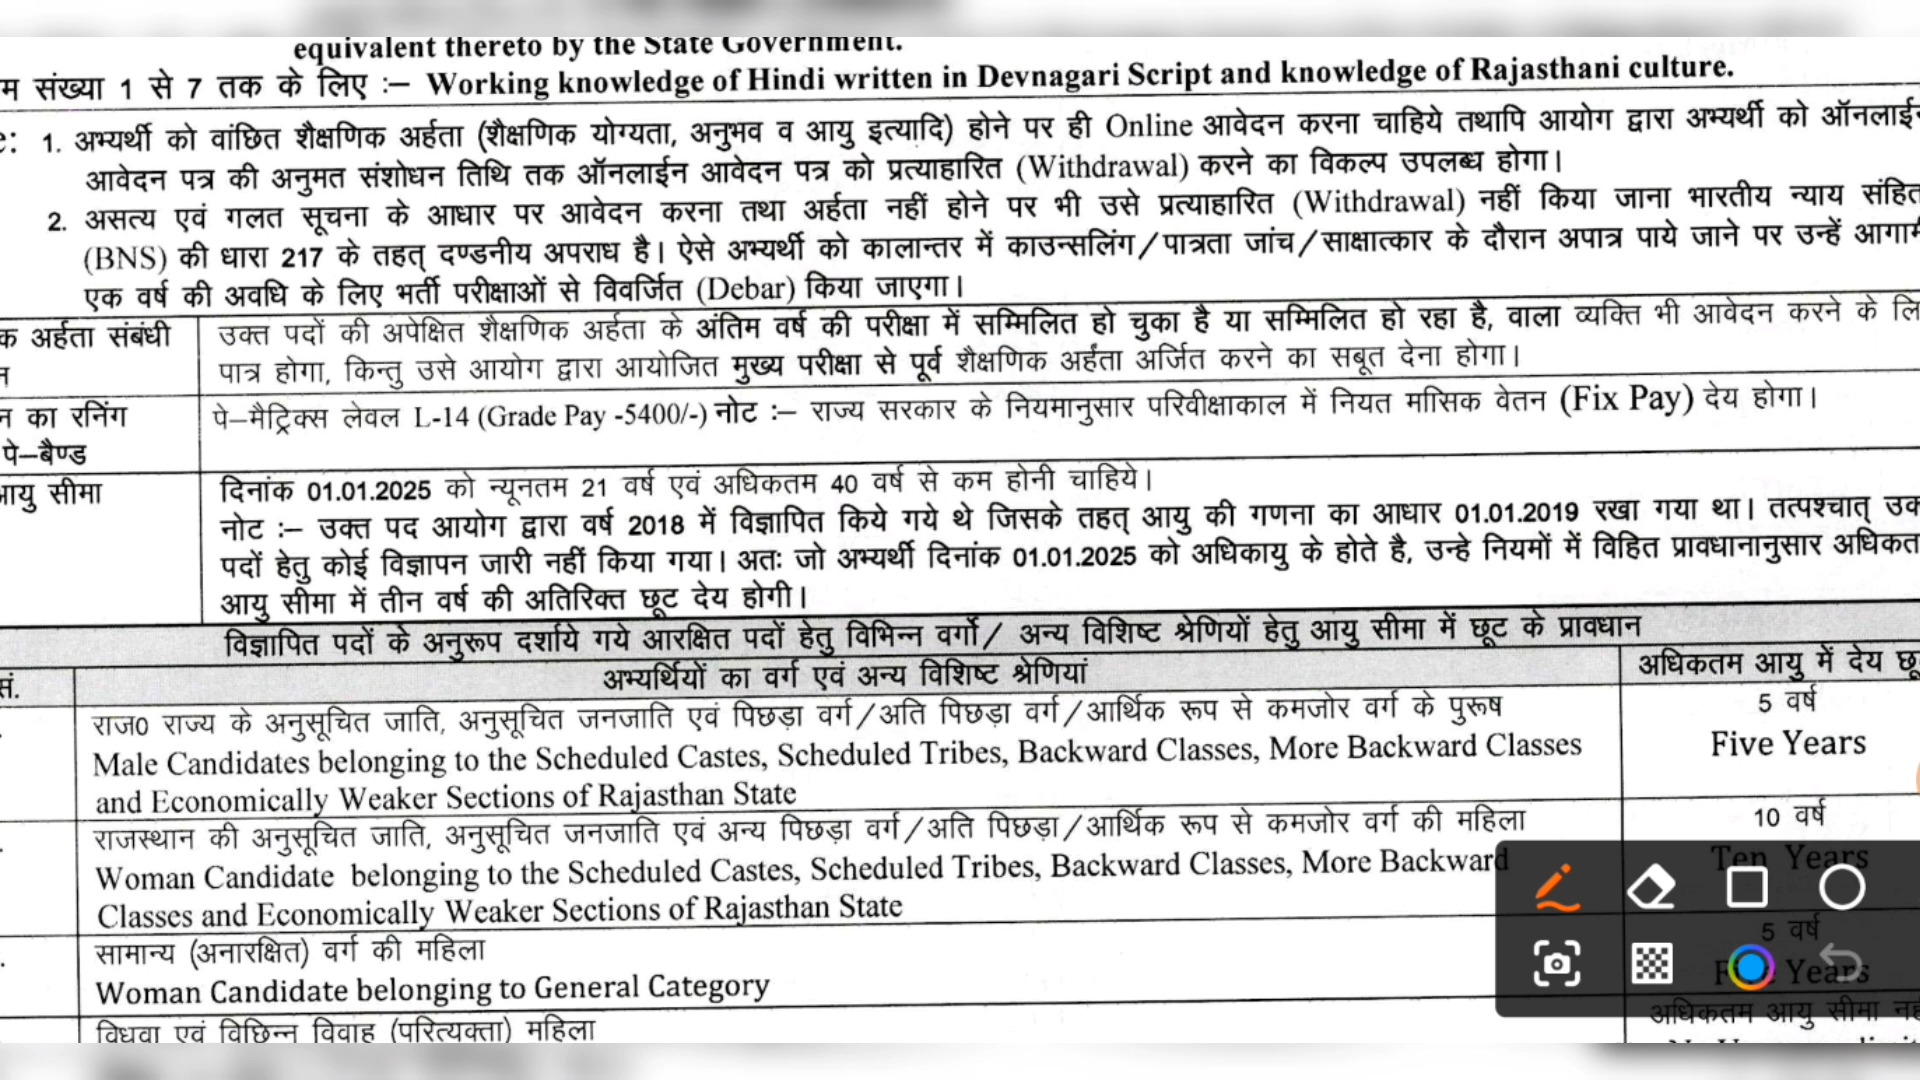 equivalent thereto by the State Government.
संख्या 1 से 7 तक के लिए :– Working knowledge of Hindi written in Devnagari Script and knowledge of Rajasthani culture.
1. अभ्यर्थी को वांछित शैक्षणिक अर्हता (शैक्षणिक योग्यता, अनुभव व आयु इत्यादि) होने पर ही Online आवेदन करना चाहिये तथापि आयोग द्वारा अभ्यर्थी को
आवेदन पत्र की अनुमत संशोधन तिथि तक ऑनलाईन आवेदन पत्र को प्रत्याहारित (Withdrawal) करने का विकल्प उपलब्ध होगा।
2. असत्य एवं गलत सूचना के आधार पर आवेदन करना तथा अर्हता नहीं होने पर भी उसे प्रत्याहारित (Withdrawal) नहीं किया जाना भारतीय न्याय
(BNS) की धारा 217 के तहत् दण्डनीय अपराध है। ऐसे अभ्यर्थी को कालान्तर में काउन्सलिंग/पात्रता जांच/साक्षात्कार के दौरान अपात्र पाये जाने पर उन्हें
एक वर्ष की अवधि के लिए भर्ती परीक्षाओं से विवर्जित (Debar) किया जाएगा।
अर्हता संबंधी
उक्त पदों की अपेक्षित शैक्षणिक अर्हता के अंतिम वर्ष की परीक्षा में सम्मिलित हो चुका है या सम्मिलित हो रहा है, वाला व्यक्ति भी आवेदन करने के
पात्र होगा, किन्तु उसे आयोग द्वारा आयोजित मुख्य परीक्षा से पूर्व शैक्षणिक अर्हता अर्जित करने का सबूत देना होगा।
का रनिंग
पे–बैण्ड
पे–मैट्रिक्स लेवल L-14 (Grade Pay -5400/-) नोट :– राज्य सरकार के नियमानुसार परिवीक्षाकाल में नियत मासिक वेतन (Fix Pay) देय होगा।
आयु सीमा
दिनांक 01.01.2025 को न्यूनतम 21 वर्ष एवं अधिकतम 40 वर्ष से कम होनी चाहिये।
नोट :– उक्त पद आयोग द्वारा वर्ष 2018 में विज्ञापित किये गये थे जिसके तहत् आयु की गणना का आधार 01.01.2019 रखा गया था। तत्पश्चात्
पदों हेतु कोई विज्ञापन जारी नहीं किया गया। अतः जो अभ्यर्थी दिनांक 01.01.2025 को अधिकायु के होते है, उन्हे नियमों में विहित प्रावधानानुसार
आयु सीमा में तीन वर्ष की अतिरिक्त छूट देय होगी।
विज्ञापित पदों के अनुरूप दर्शाये गये आरक्षित पदों हेतु विभिन्न वर्गो/ अन्य विशिष्ट श्रेणियों हेतु आयु सीमा में छूट के प्रावधान
सं.
अभ्यर्थियों का वर्ग एवं अन्य विशिष्ट श्रेणियां
अधिकतम आयु में देय
राज0 राज्य के अनुसूचित जाति, अनुसूचित जनजाति एवं पिछड़ा वर्ग/अति पिछड़ा वर्ग/आर्थिक रूप से कमजोर वर्ग के पुरूष
Male Candidates belonging to the Scheduled Castes, Scheduled Tribes, Backward Classes, More Backward Classes
and Economically Weaker Sections of Rajasthan State
5 वर्ष
Five Years
राजस्थान की अनुसूचित जाति, अनुसूचित जनजाति एवं अन्य पिछड़ा वर्ग/अति पिछड़ा/आर्थिक रूप से कमजोर वर्ग की महिला
Woman Candidate belonging to the Scheduled Castes, Scheduled Tribes, Backward Classes, More Backward
Classes and Economically Weaker Sections of Rajasthan State
10 वर्ष
Ten Years
सामान्य (अनारक्षित) वर्ग की महिला
Woman Candidate belonging to General Category
5 वर्ष
Years
विधवा एवं विछिन्न विवाह (परित्यक्ता) महिला
अधिकतम आयु सीमा